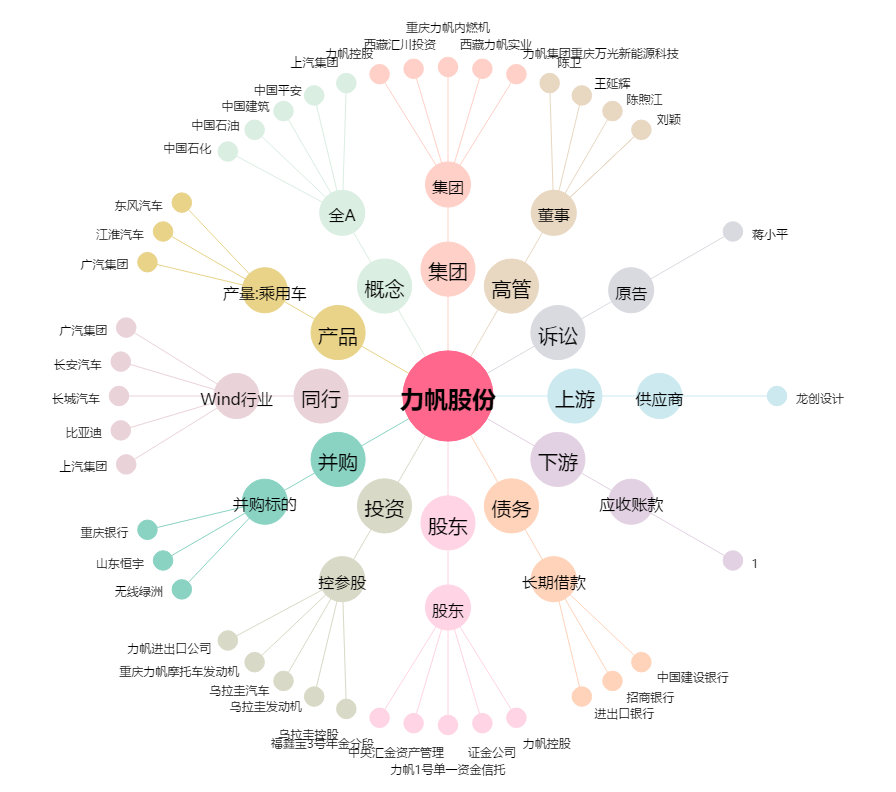 重庆力帆内燃机
西藏汇川投资
西藏力帆实业
力帆控股
力帆集团重庆万光新能源科技
上汽集团
陈卫
中国平安
王延辉
中国建筑
陈煦江
中国石油
刘颖
中国石化
集团
东风汽车
全A
董事
江淮汽车
蒋小平
广汽集团
集团
概念
高管
产量:乘用车
原告
广汽集团
产品
诉讼
长安汽车
长城汽车
Wind行业
同行
力帆股份
上游
供应商
龙创设计
比亚迪
上汽集团
并购
下游
并购标的
投资
债务
应收账款
股东
重庆银行
山东恒宇
1
无线绿洲
控参股
长期借款
股东
力帆进出口公司
重庆力帆摩托车发动机
中国建设银行
乌拉圭汽车
招商银行
乌拉圭发动机
进出口银行
乌拉圭控股
福鑫宝3号年金分段
力帆控股
中央汇金资产管理
证金公司
力帆1号单一资金信托